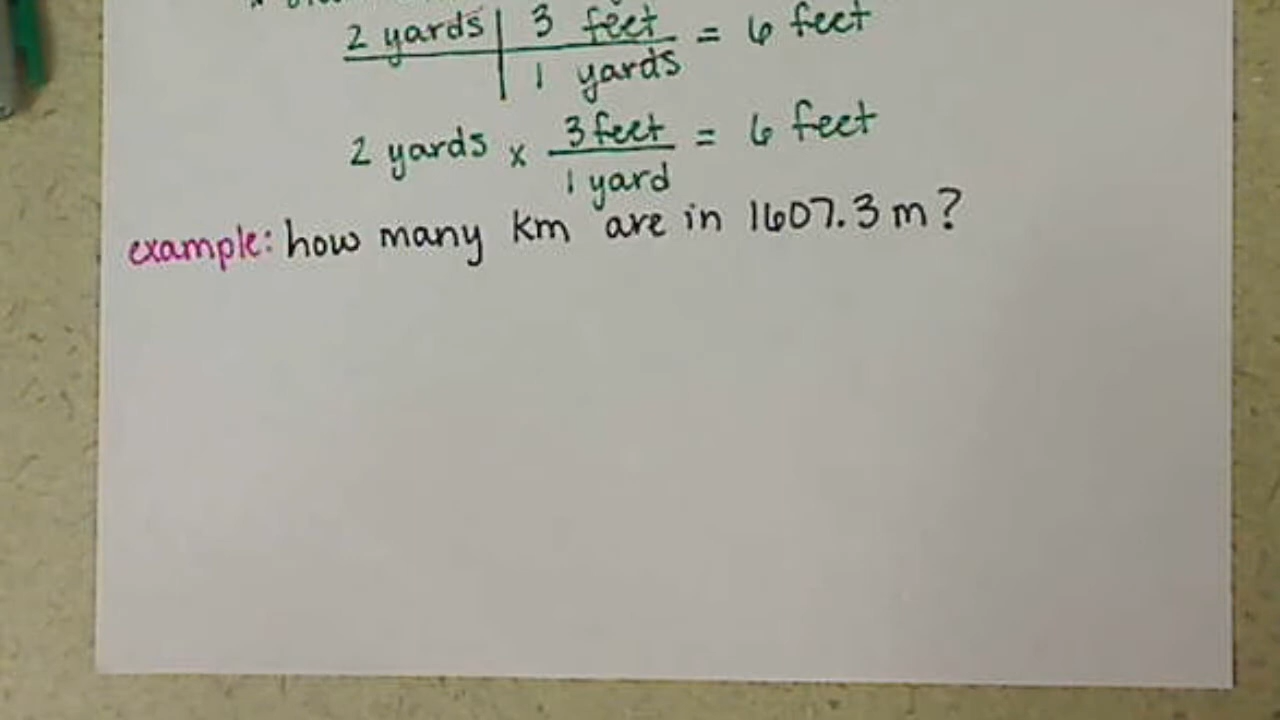 2 yards | 3 feet = 6 feet
1 yards
2 yards x 3 feet = 6 feet
1 yard
example: how many km are in 1607.3 m?